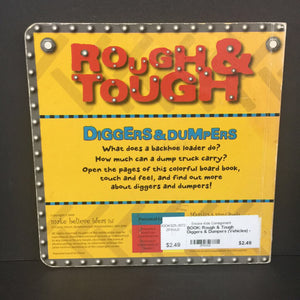 ROUGH &
TOUGH
DIGGERS & DUMPERS
What does a backhoe loader do?
How much can a dump truck carry?
Open the pages of this colorful board book,
touch and feel, and find out more
about diggers and dumpers!
make believe ideas
BOOK: Rough & Tough
Diggers & Dumpers (Vehicles) -
$2.49
$2.49